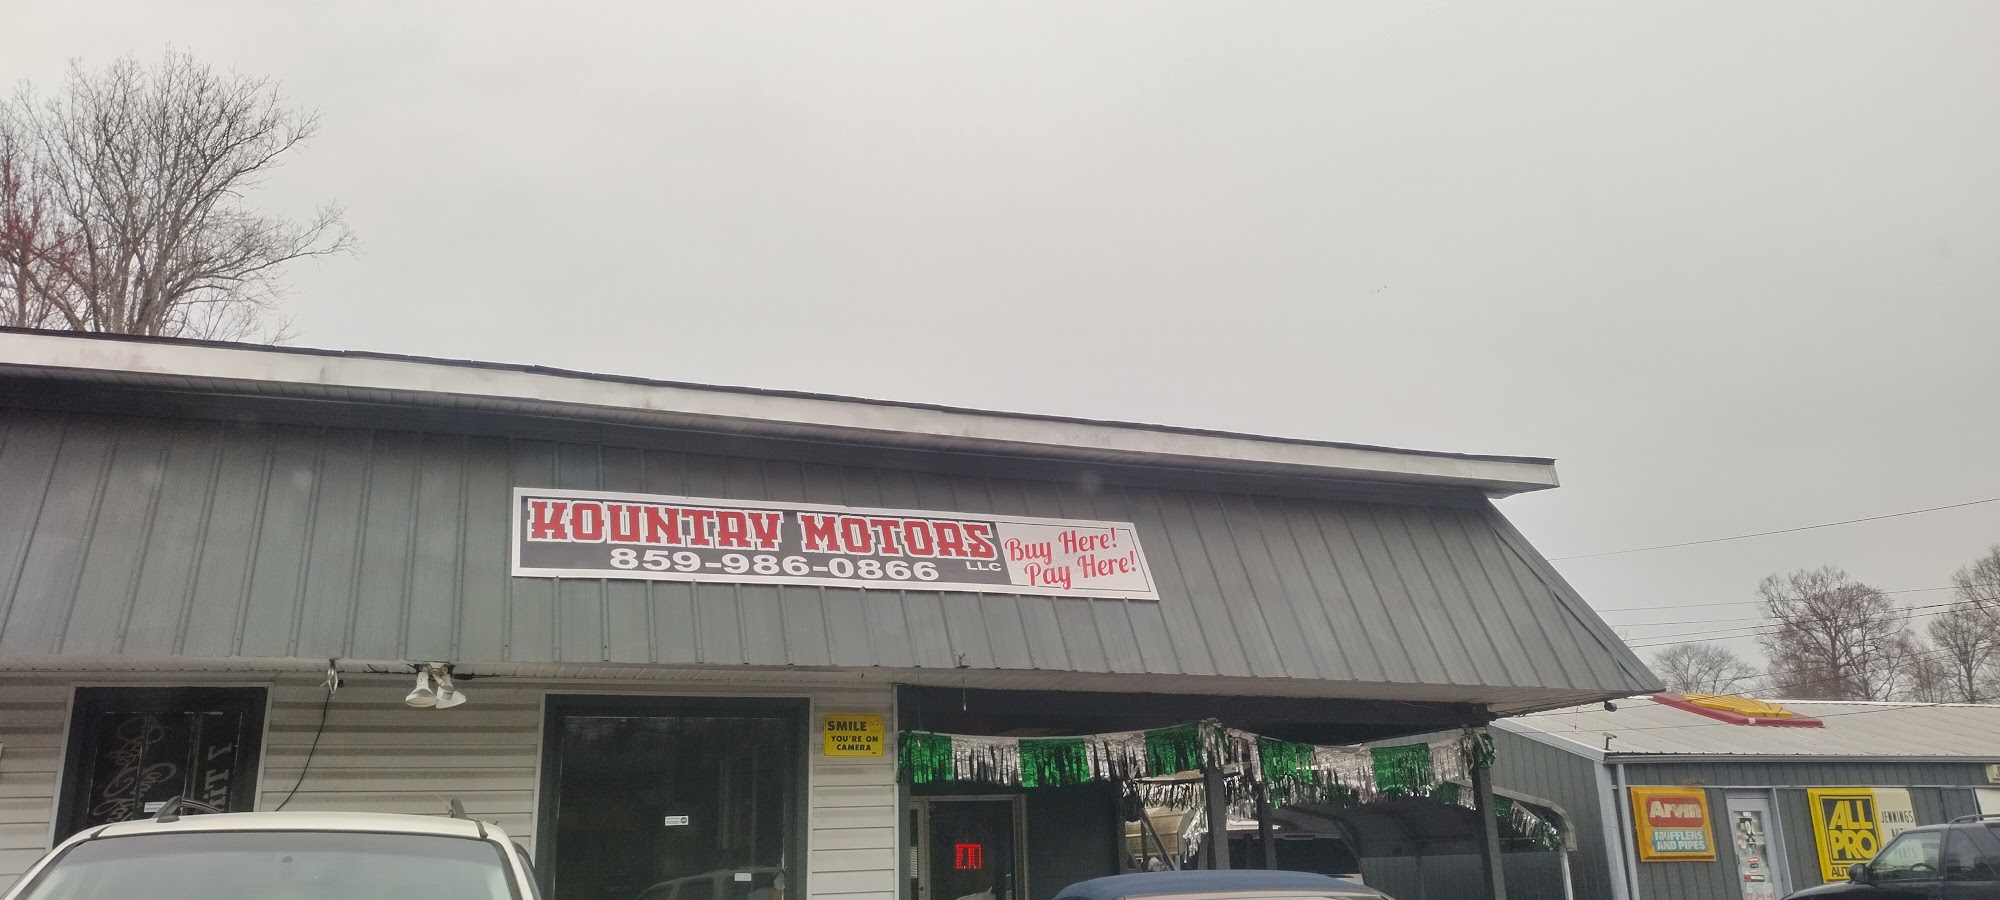 KOUNTRY MOTORS
LLC
859-986-0866
Buy Here!
Pay Here!
SMILE
YOU'RE ON
CAMERA
Arvin
MUFFLERS
AND PIPES
ALL
PRO
JENNINGS